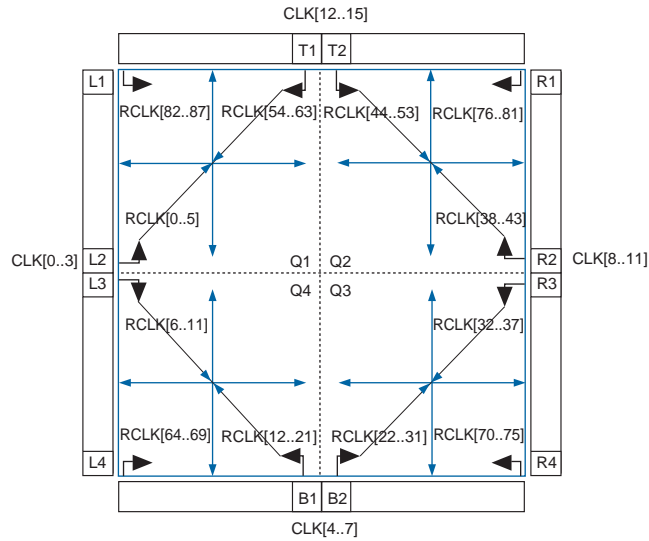 CLK[12..15]
T1 T2
L1 R1
RCLK[82..87] RCLK[54..63] RCLK[44..53] RCLK[76..81]
RCLK[0..5] RCLK[38..43]
CLK[0..3] L2 Q1 Q2 R2 CLK[8..11]
L3 Q4 Q3 R3
RCLK[6..11] RCLK[32..37]
RCLK[64..69] RCLK[12..21] RCLK[22..31] RCLK[70..75]
L4 R4
B1 B2
CLK[4..7]